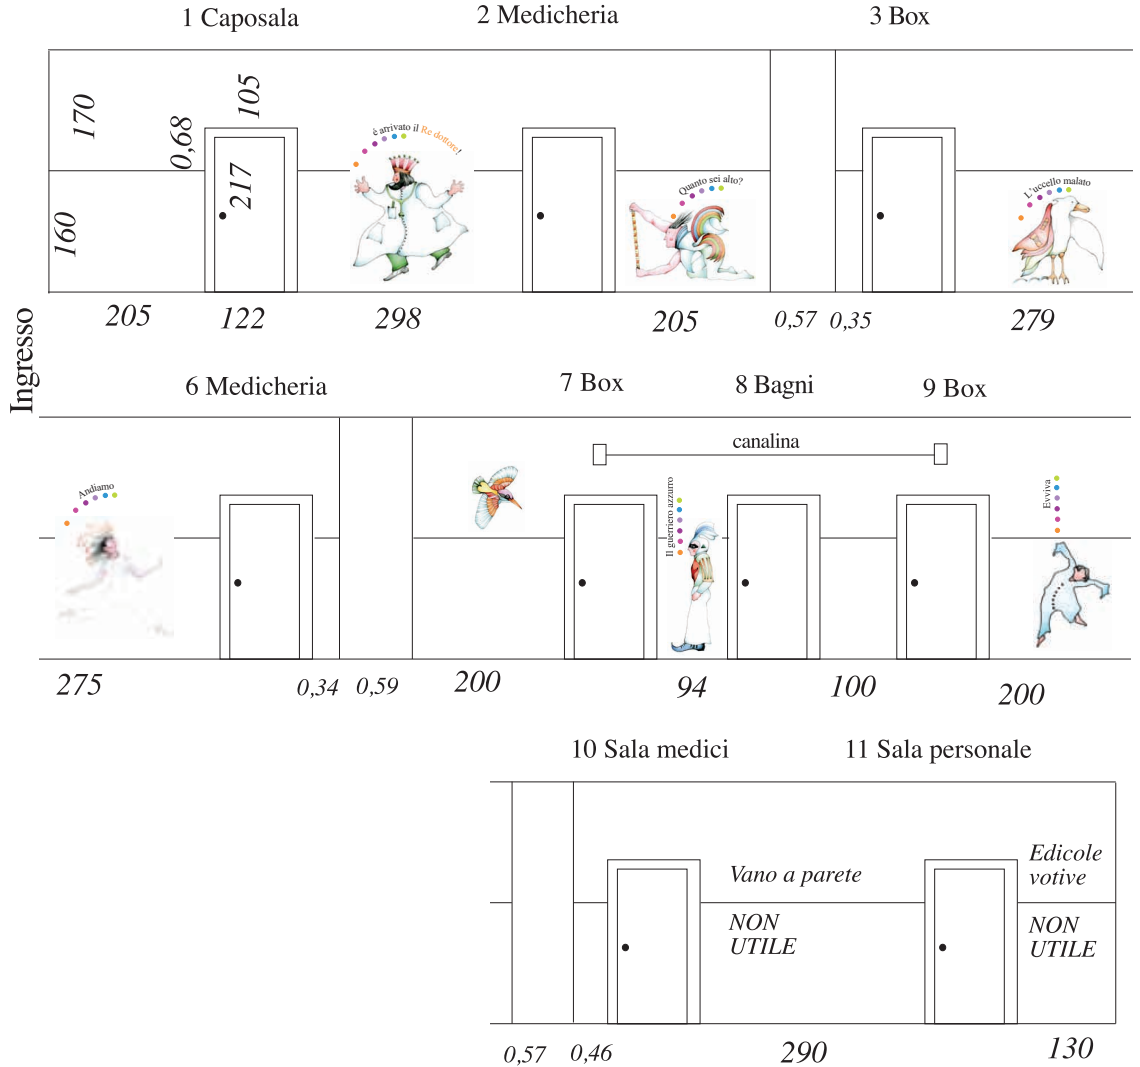 1 Caposala
2 Medicheria
3 Box
170
0,68
105
217
160
é arrivato il Re dottore!
Quanto sei alto?
L'uccello malato
205
122
298
205
0,57
0,35
279
Ingresso
6 Medicheria
7 Box
8 Bagni
9 Box
canalina
Andiamo
Il guerriero azzurro
Evviva
275
0,34
0,59
200
94
100
200
10 Sala medici
11 Sala personale
Vano a parete
NON
UTILE
Edicole
votive
NON
UTILE
0,57
0,46
290
130